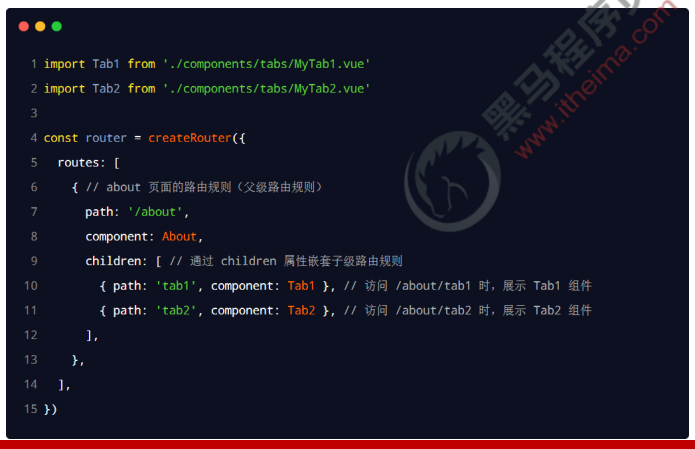 1 import Tab1 from './components/tabs/MyTab1.vue'
2 import Tab2 from './components/tabs/MyTab2.vue'
3
4 const router = createRouter({
5   routes: [
6     { // about 页面的路由规则（父级路由规则）
7       path: '/about',
8       component: About,
9       children: [ // 通过 children 属性嵌套子级路由规则
10         { path: 'tab1', component: Tab1 }, // 访问 /about/tab1 时，展示 Tab1 组件
11         { path: 'tab2', component: Tab2 }, // 访问 /about/tab2 时，展示 Tab2 组件
12       ],
13     },
14   ],
15 })
黑马程序
www.itheima.com